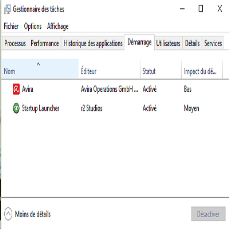 Gestionnaire des tâches
Fichier Options Affichage
Processus Performance Historique des applications Démarrage Utilisateurs Détails Services
Nom Éditeur Statut Impact du dé...
Avira Avira Operations GmbH ... Activé Bas
Startup Launcher r2 Studios Activé Moyen
Moins de détails Désactiver